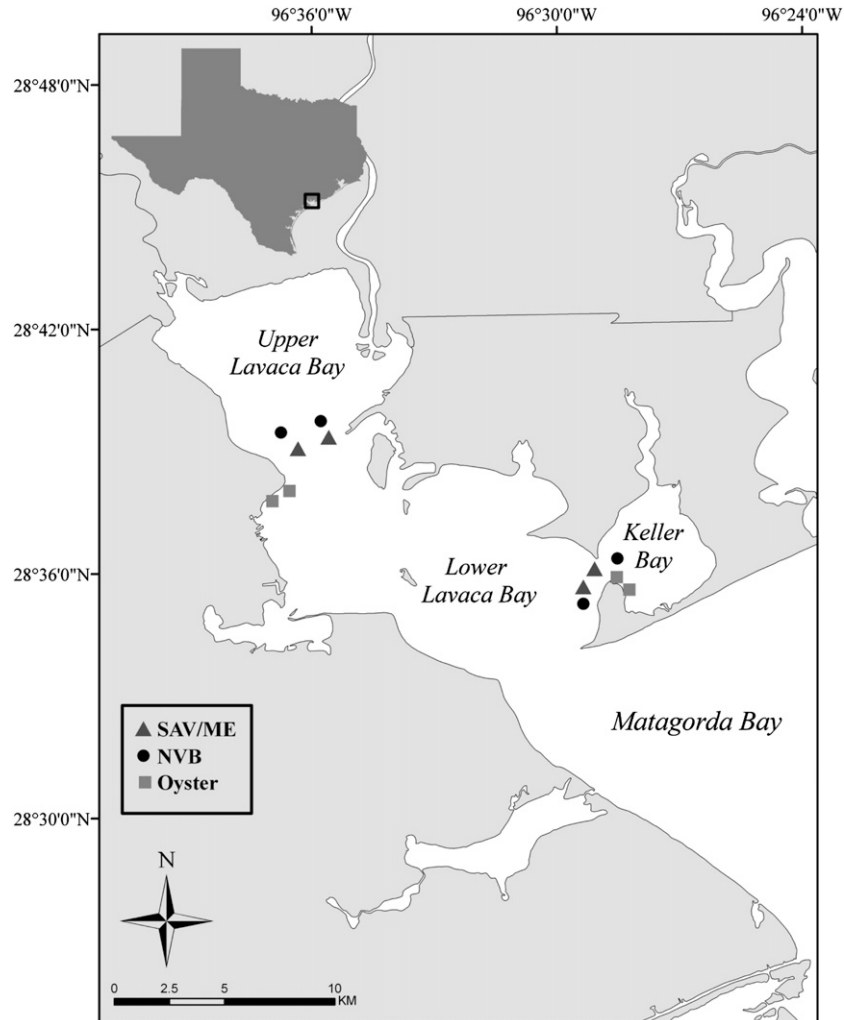 96°36'0"W 96°30'0"W 96°24'0"W
28°48'0"N
28°42'0"N
Upper
Lavaca Bay
Keller
Bay
28°36'0"N
Lower
Lavaca Bay
Matagorda Bay
SAV/ME
NVB
Oyster
28°30'0"N
N
0 2.5 5 10
KM